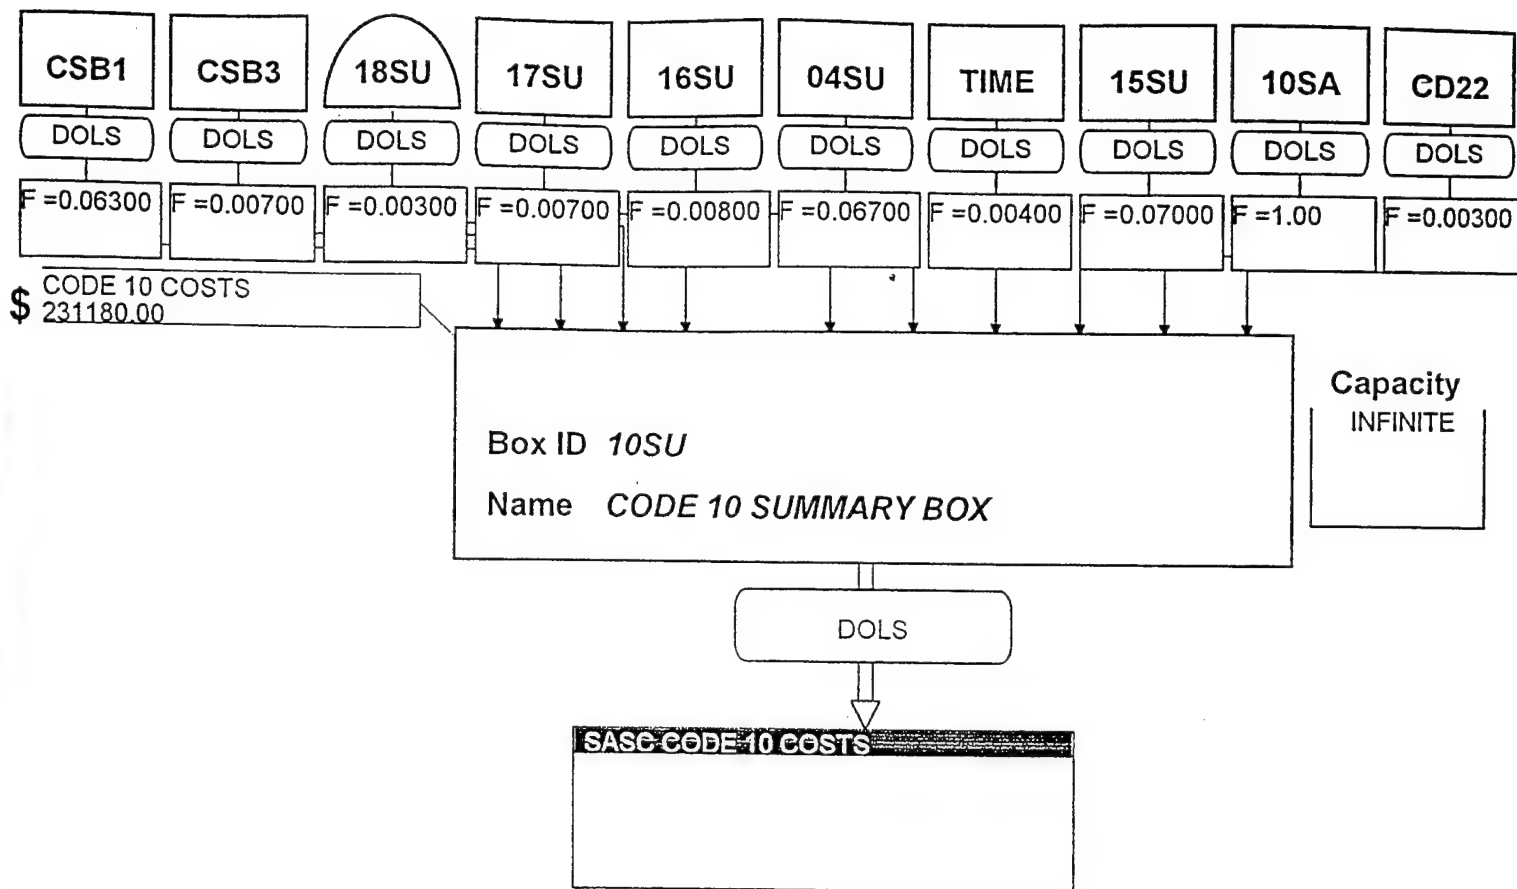 CSB1 CSB3 18SU 17SU 16SU 04SU TIME 15SU 10SA CD22
DOLS DOLS DOLS DOLS DOLS DOLS DOLS DOLS DOLS DOLS
F =0.06300 F =0.00700 F =0.00300 F =0.00700 F =0.00800 F =0.06700 F =0.00400 F =0.07000 F =1.00 F =0.00300
$ CODE 10 COSTS
231180.00
Capacity
INFINITE
Box ID 10SU
Name CODE 10 SUMMARY BOX
DOLS
SASC CODE 10 COSTS